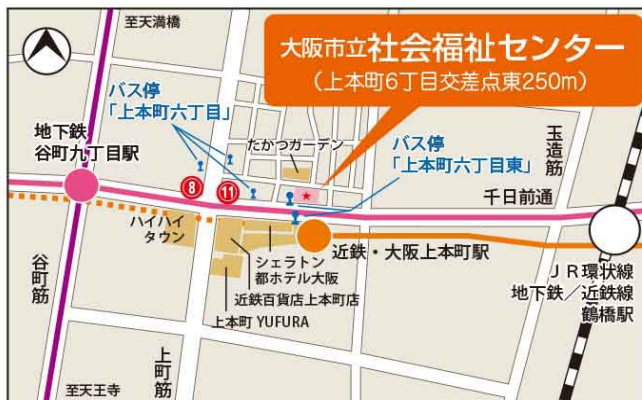 至天満橋
大阪市立社会福祉センター
(上本町6丁目交差点東250m)
バス停
「上本町六丁目」
地下鉄
谷町九丁目駅
たかつガーデン
バス停
「上本町六丁目東」
玉造筋
8
11
千日前通
ハイハイ
タウン
シェラトン
都ホテル大阪
近鉄・大阪上本町駅
近鉄百貨店上本町店
上本町 YUFURA
JR環状線
地下鉄/近鉄線
鶴橋駅
谷町筋
上町筋
至天王寺